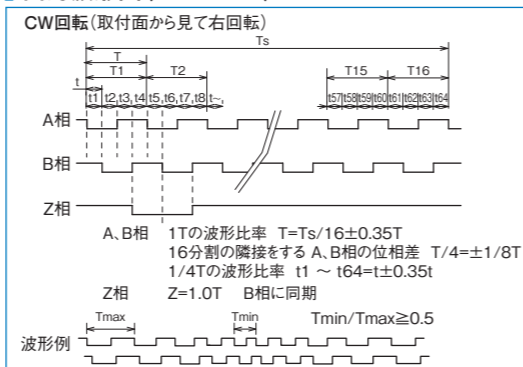 CW回転(取付面から見て右回転)
Ts
T
T1 T2 T15 T16
t
t1 t2 t3 t4 t5 t6 t7 t8 t〜, t57 t58 t59 t60 t61 t62 t63 t64
A相
B相
Z相
A、B相 1Tの波形比率 T=Ts/16±0.35T
16分割の隣接をする A、B相の位相差 T/4=±1/8T
1/4Tの波形比率 t1 ～ t64=t±0.35t
Z相 Z=1.0T B相に同期
Tmax Tmin Tmin/Tmax≧0.5
波形例